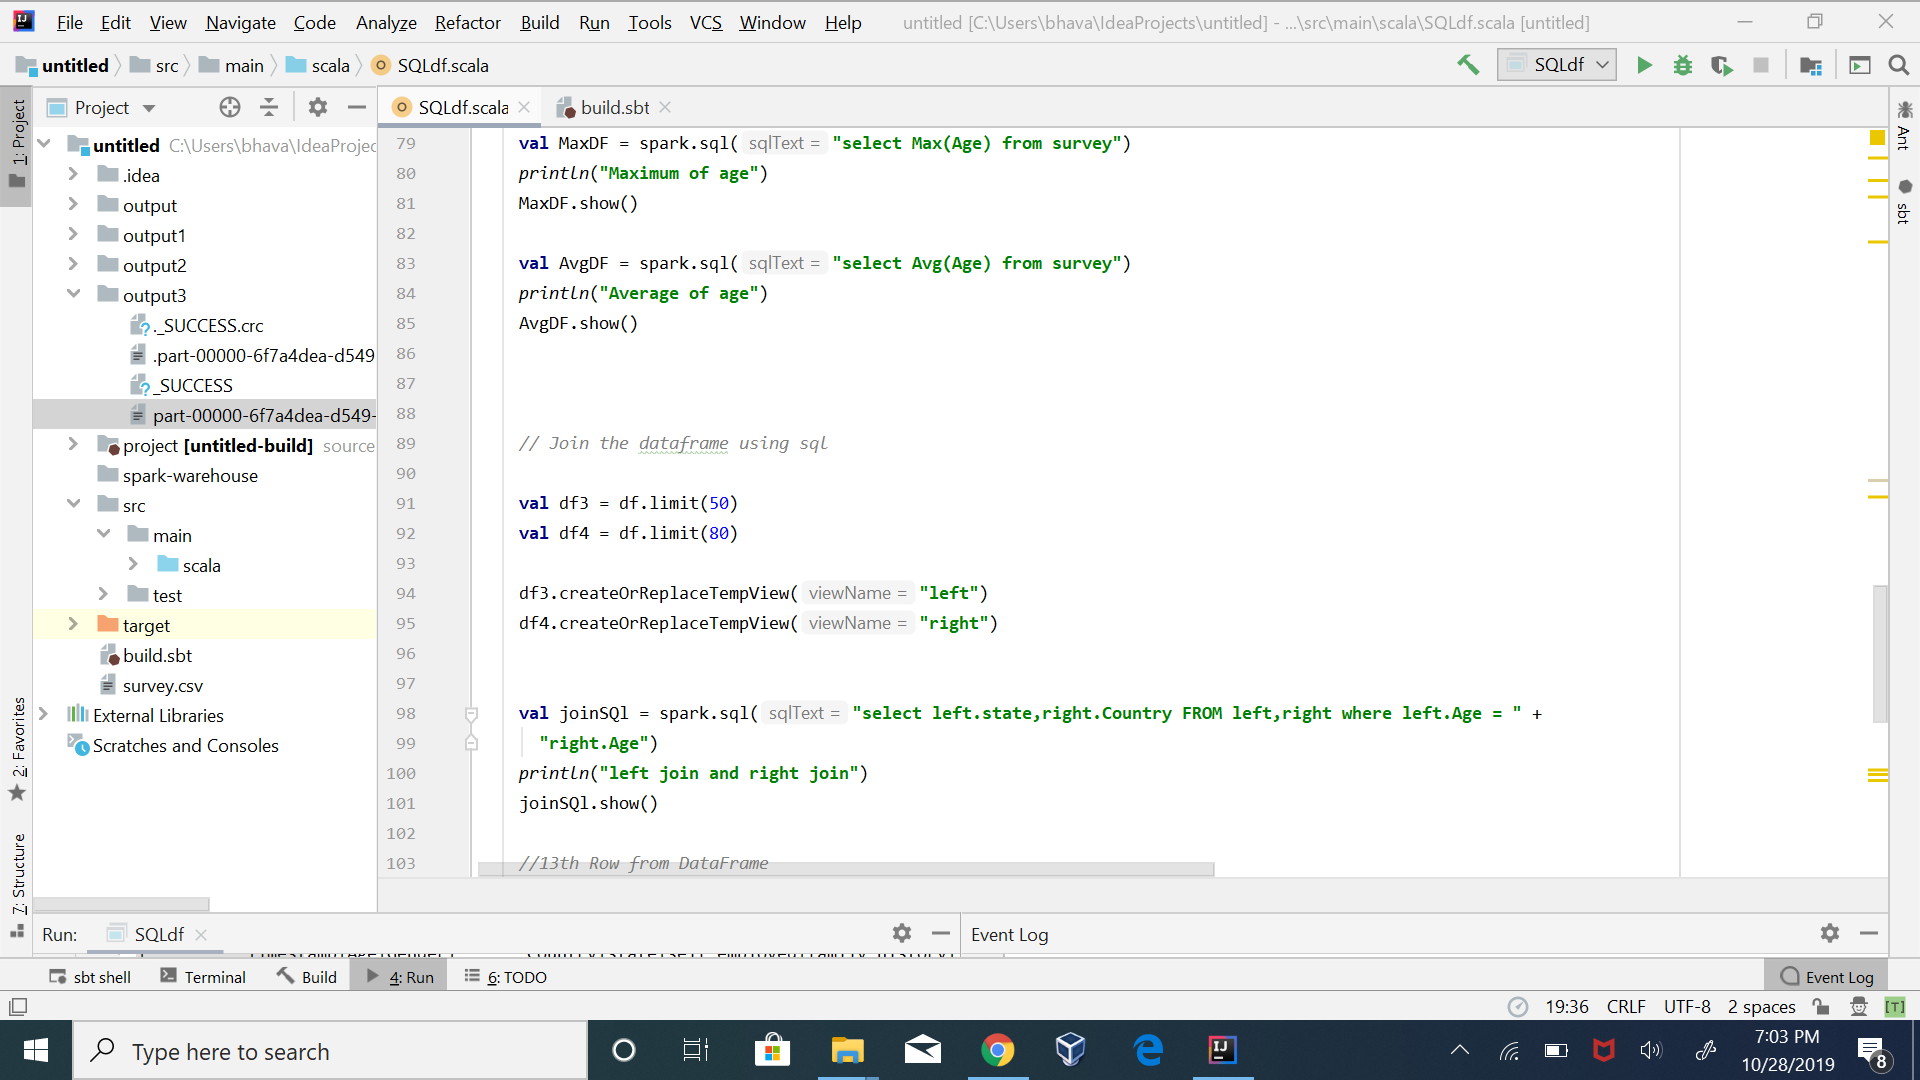 File Edit View Navigate Code Analyze Refactor Build Run Tools VCS Window Help untitled [C:\Users\bhava\IdeaProjects\untitled] - ...\src\main\scala\SQLdf.scala [untitled]
untitled src main scala SQLdf.scala SQLdf
Project SQLdf.scala build.sbt
1: Project
2: Favorites
7: Structure
Ant
sbt
untitled C:\Users\bhava\IdeaProjec
.idea
output
output1
output2
output3
._SUCCESS.crc
.part-00000-6f7a4dea-d549
_SUCCESS
part-00000-6f7a4dea-d549-
project [untitled-build] source
spark-warehouse
src
main
scala
test
target
build.sbt
survey.csv
External Libraries
Scratches and Consoles
79 val MaxDF = spark.sql( sqlText = "select Max(Age) from survey")
80 println("Maximum of age")
81 MaxDF.show()
82
83 val AvgDF = spark.sql( sqlText = "select Avg(Age) from survey")
84 println("Average of age")
85 AvgDF.show()
86
87
88
89 // Join the dataframe using sql
90
91 val df3 = df.limit(50)
92 val df4 = df.limit(80)
93
94 df3.createOrReplaceTempView( viewName = "left")
95 df4.createOrReplaceTempView( viewName = "right")
96
97
98 val joinSQl = spark.sql( sqlText = "select left.state,right.Country FROM left,right where left.Age = " +
99 "right.Age")
100 println("left join and right join")
101 joinSQl.show()
102
103 //13th Row from DataFrame
Run: SQLdf Event Log
sbt shell Terminal Build 4: Run 6: TODO Event Log
19:36 CRLF UTF-8 2 spaces [T]
Type here to search
7:03 PM
10/28/2019
8